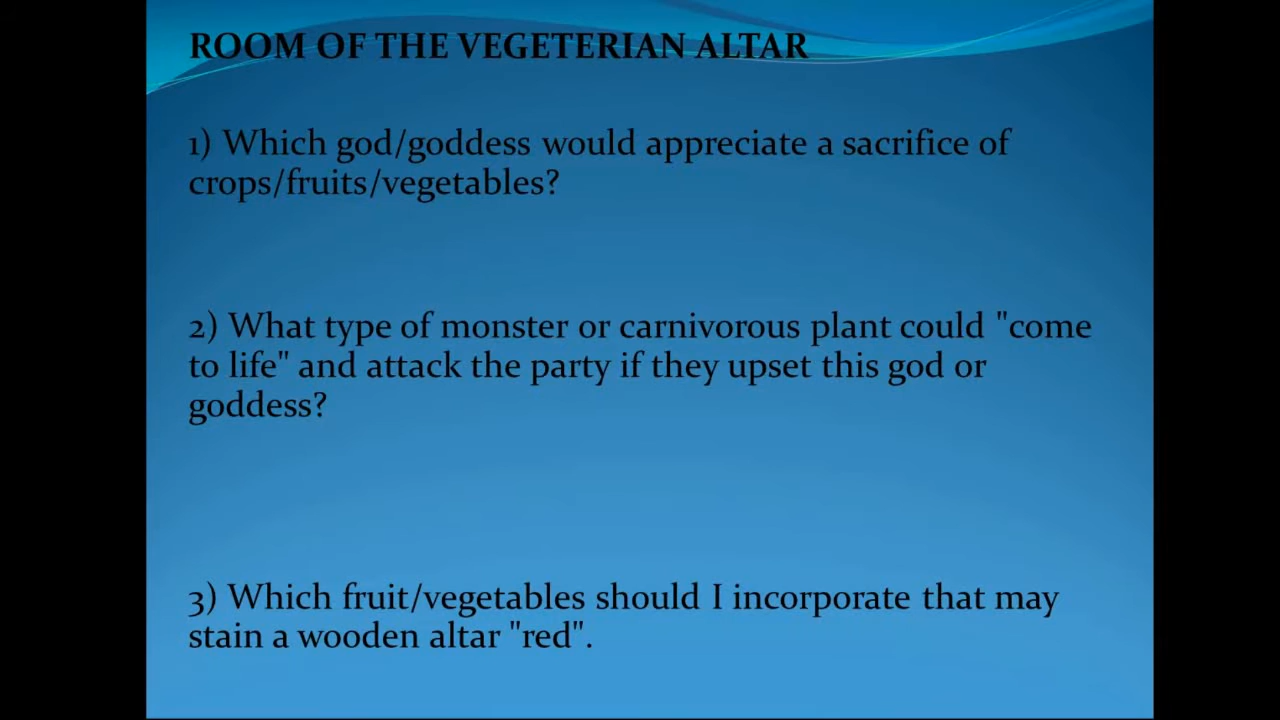 ROOM OF THE VEGETERIAN ALTAR
1) Which god/goddess would appreciate a sacrifice of
crops/fruits/vegetables?
2) What type of monster or carnivorous plant could "come
to life" and attack the party if they upset this god or
goddess?
3) Which fruit/vegetables should I incorporate that may
stain a wooden altar "red".